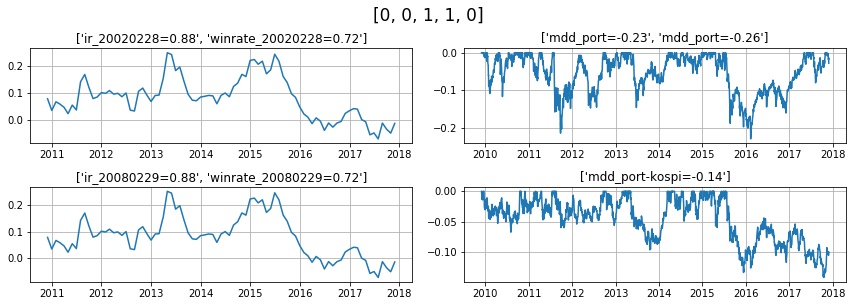 [0, 0, 1, 1, 0]
['ir_20020228=0.88', 'winrate_20020228=0.72']
0.2
0.1
0.0
2011 2012 2013 2014 2015 2016 2017 2018
['mdd_port=-0.23', 'mdd_port=-0.26']
0.0
−0.1
−0.2
2010 2011 2012 2013 2014 2015 2016 2017 2018
['ir_20080229=0.88', 'winrate_20080229=0.72']
0.2
0.1
0.0
2011 2012 2013 2014 2015 2016 2017 2018
['mdd_port-kospi=-0.14']
0.00
−0.05
−0.10
2010 2011 2012 2013 2014 2015 2016 2017 2018